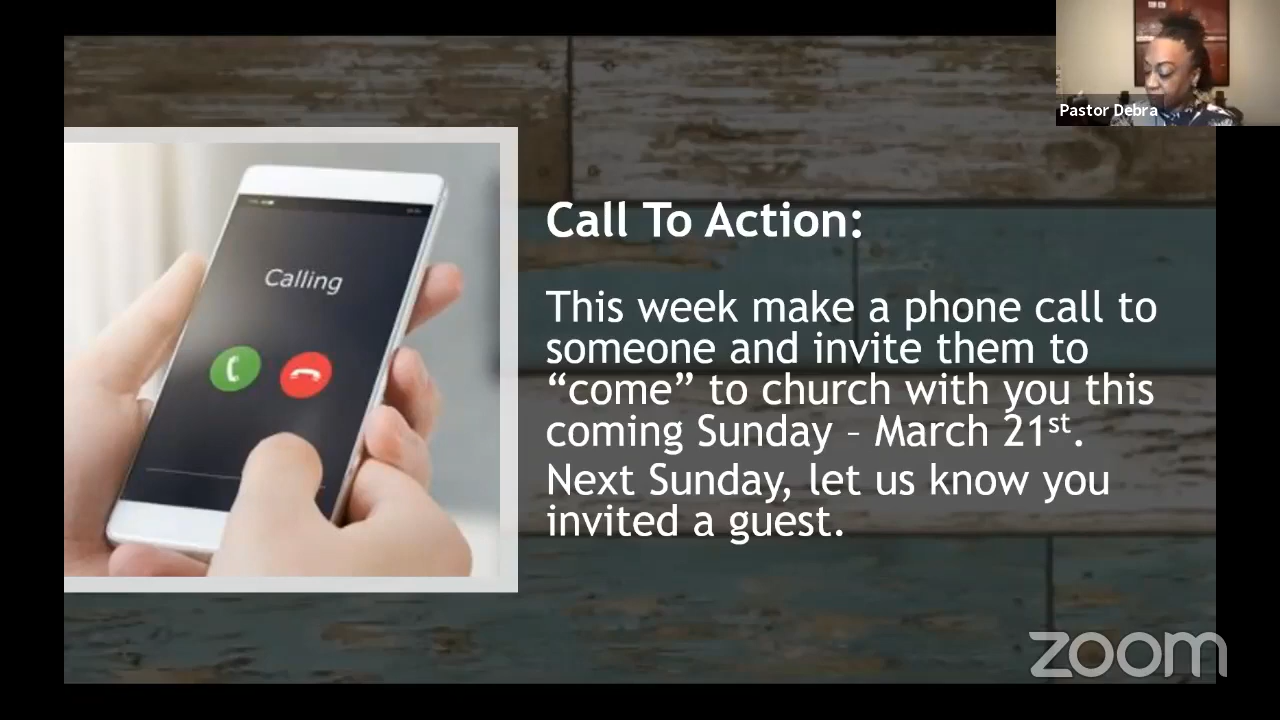 Pastor Debra
Calling
Call To Action:
This week make a phone call to
someone and invite them to
“come” to church with you this
coming Sunday – March 21st.
Next Sunday, let us know you
invited a guest.
zoom